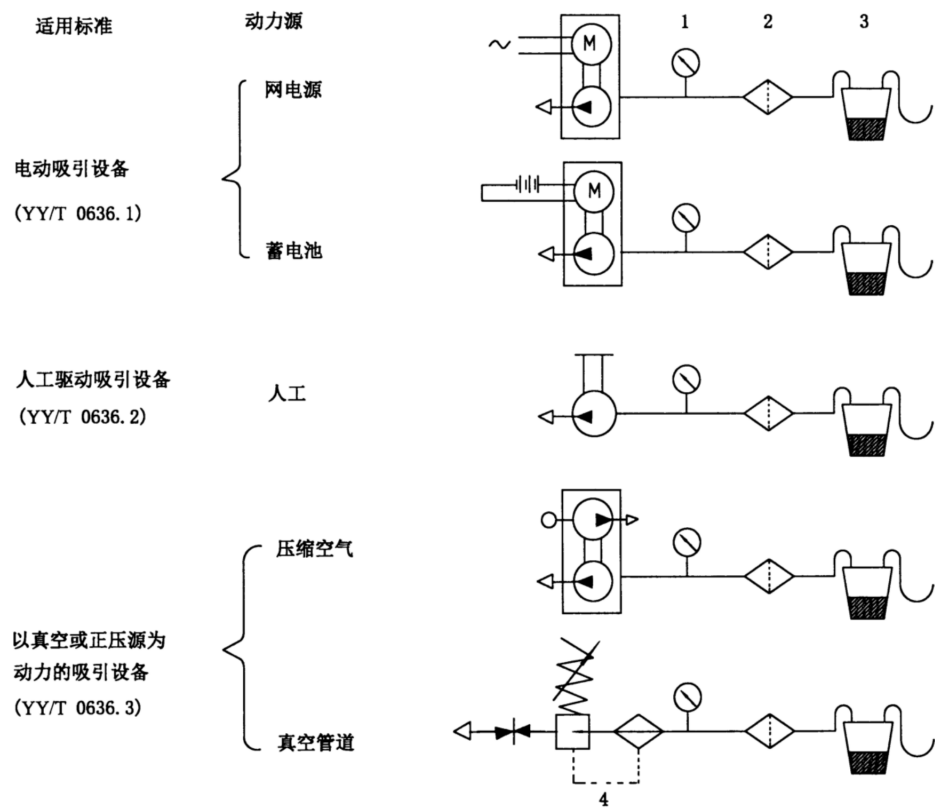 适用标准 动力源 1 2 3
M
网电源
电动吸引设备
(YY/T 0636.1)
M
蓄电池
人工驱动吸引设备
(YY/T 0636.2)
人工
压缩空气
以真空或正压源为
动力的吸引设备
(YY/T 0636.3)
真空管道
4